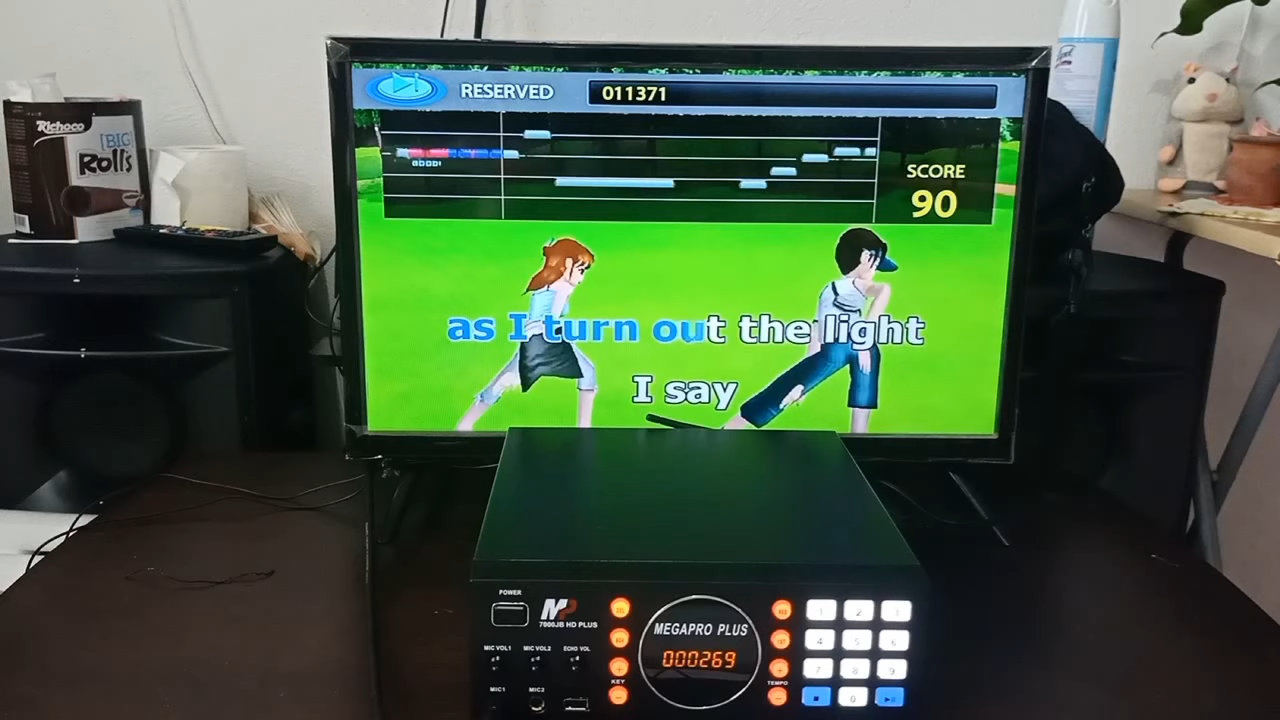 RESERVED 011371
SCORE
90
as I turn out the light
I say
Richoco
[BIG]
Rolls
POWER
MP
7000JB HD PLUS
MIC VOL1 MIC VOL2 ECHO VOL
MIC1 MIC2
KEY
MEGAPRO PLUS
000269
TEMPO
1 2 3
4 5 6
7 8 9
0